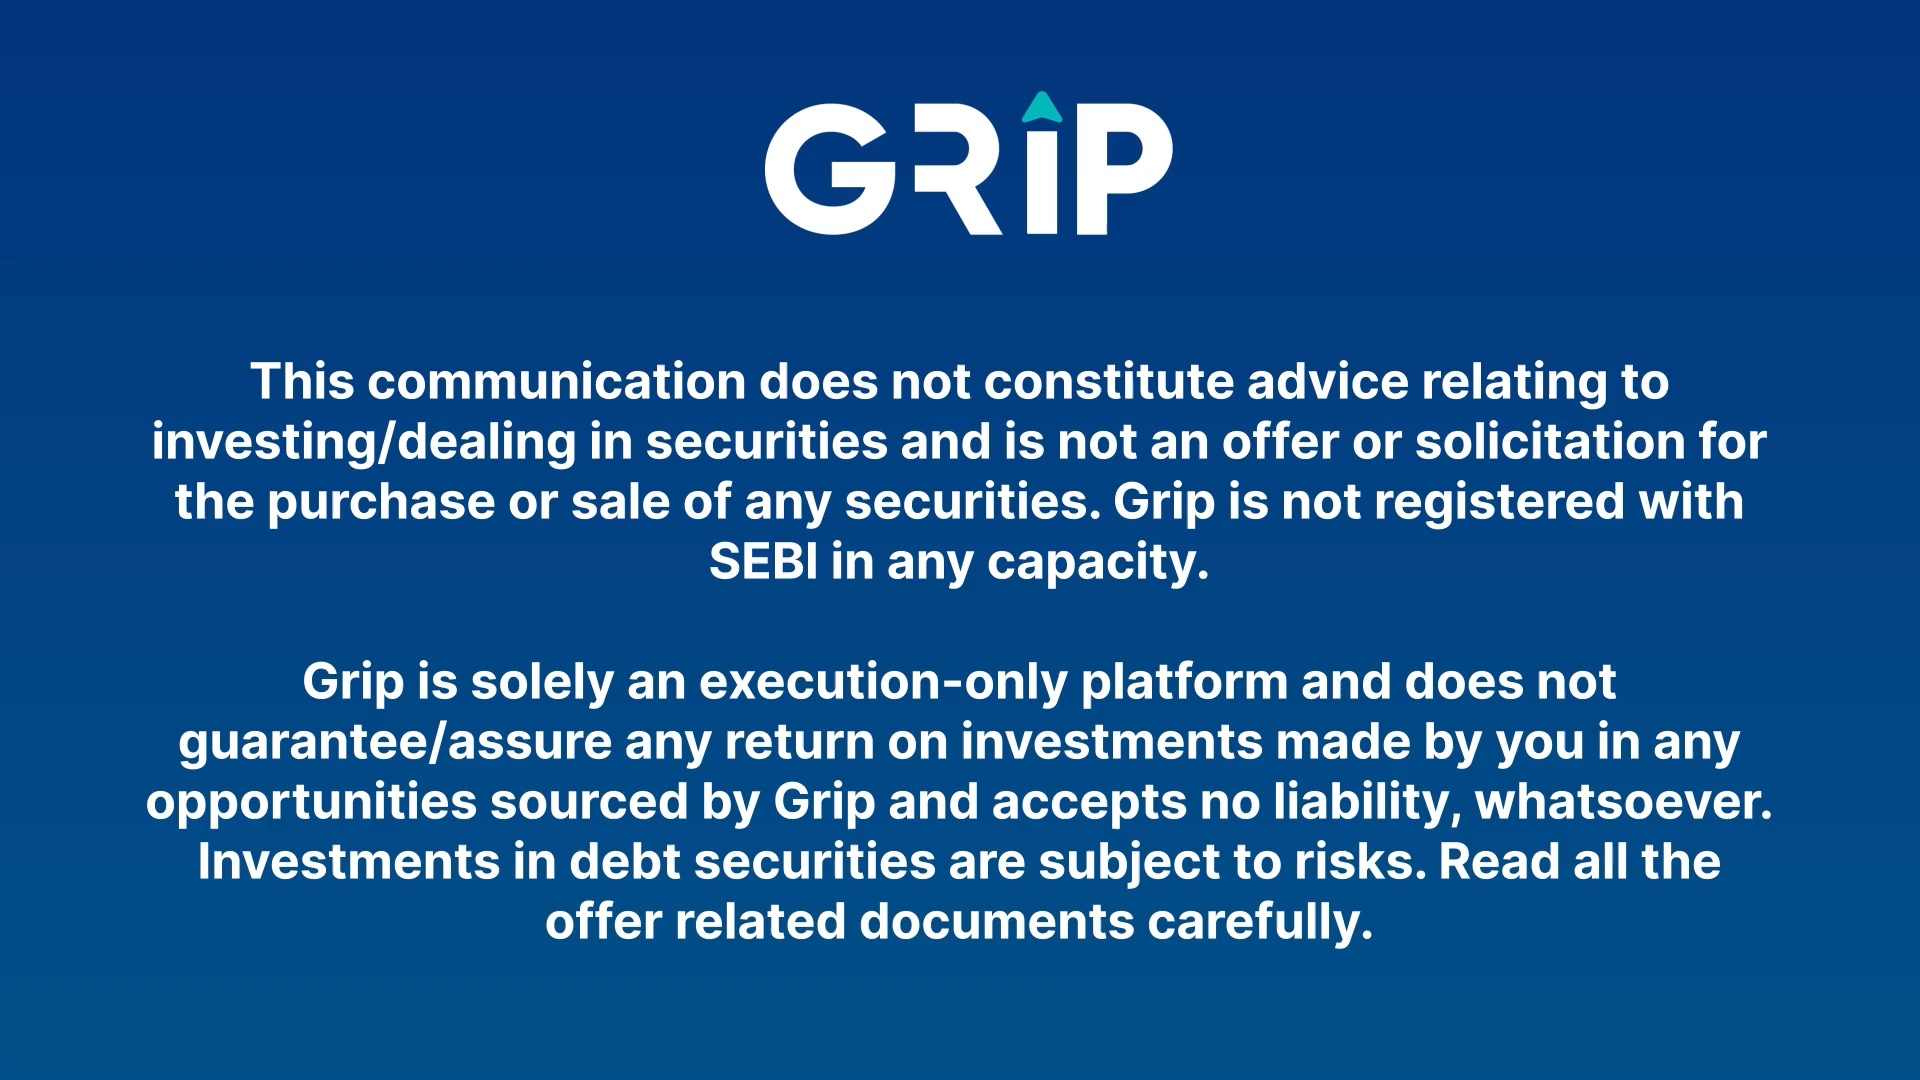 GRIP
This communication does not constitute advice relating to
investing/dealing in securities and is not an offer or solicitation for
the purchase or sale of any securities. Grip is not registered with
SEBI in any capacity.
Grip is solely an execution-only platform and does not
guarantee/assure any return on investments made by you in any
opportunities sourced by Grip and accepts no liability, whatsoever.
Investments in debt securities are subject to risks. Read all the
offer related documents carefully.